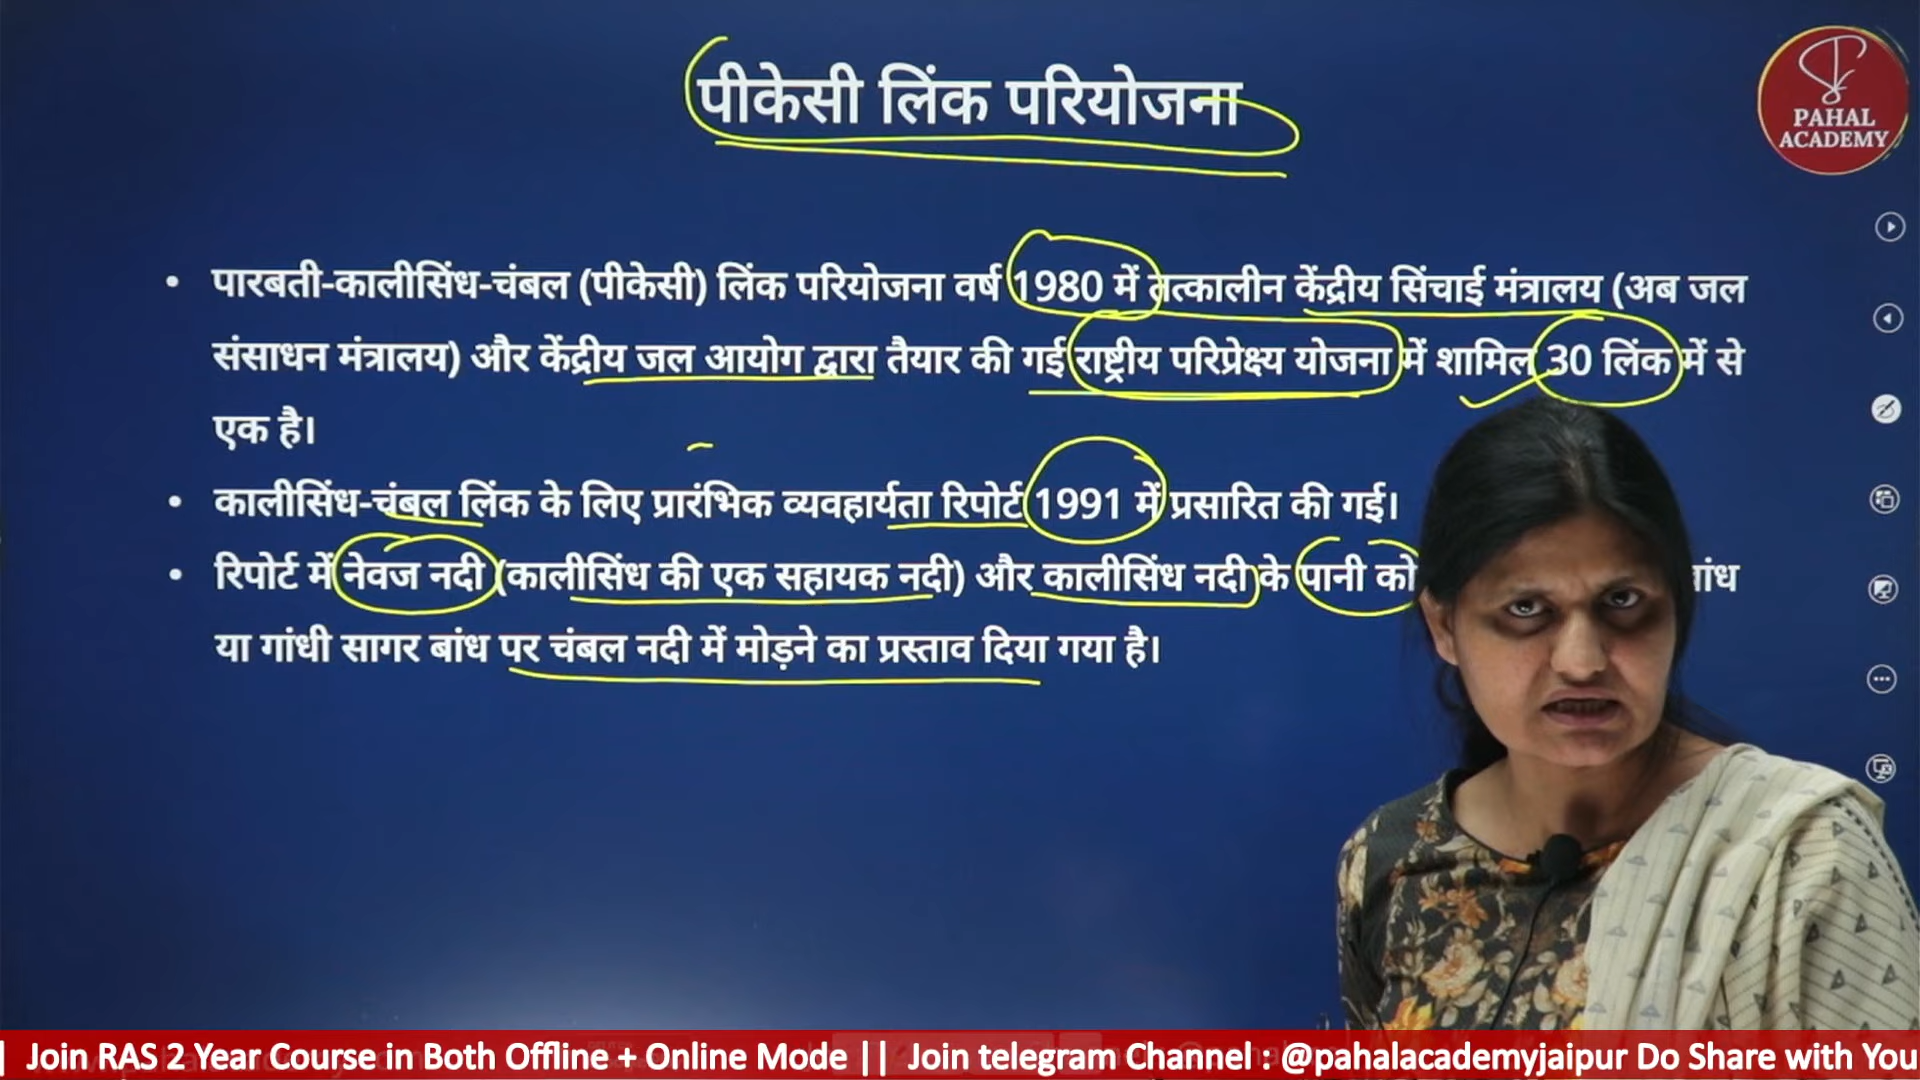 पीकेसी लिंक परियोजना
PAHAL
ACADEMY
• पारबती-कालीसिंध-चंबल (पीकेसी) लिंक परियोजना वर्ष 1980 में तत्कालीन केंद्रीय सिंचाई मंत्रालय (अब जल
संसाधन मंत्रालय) और केंद्रीय जल आयोग द्वारा तैयार की गई राष्ट्रीय परिप्रेक्ष्य योजना में शामिल 30 लिंक में से
एक है।
• कालीसिंध-चंबल लिंक के लिए प्रारंभिक व्यवहार्यता रिपोर्ट 1991 में प्रसारित की गई।
• रिपोर्ट में नेवज नदी (कालीसिंध की एक सहायक नदी) और कालीसिंध नदी के पानी को
या गांधी सागर बांध पर चंबल नदी में मोड़ने का प्रस्ताव दिया गया है।
| Join RAS 2 Year Course in Both Offline + Online Mode || Join telegram Channel : @pahalacademyjaipur Do Share with You